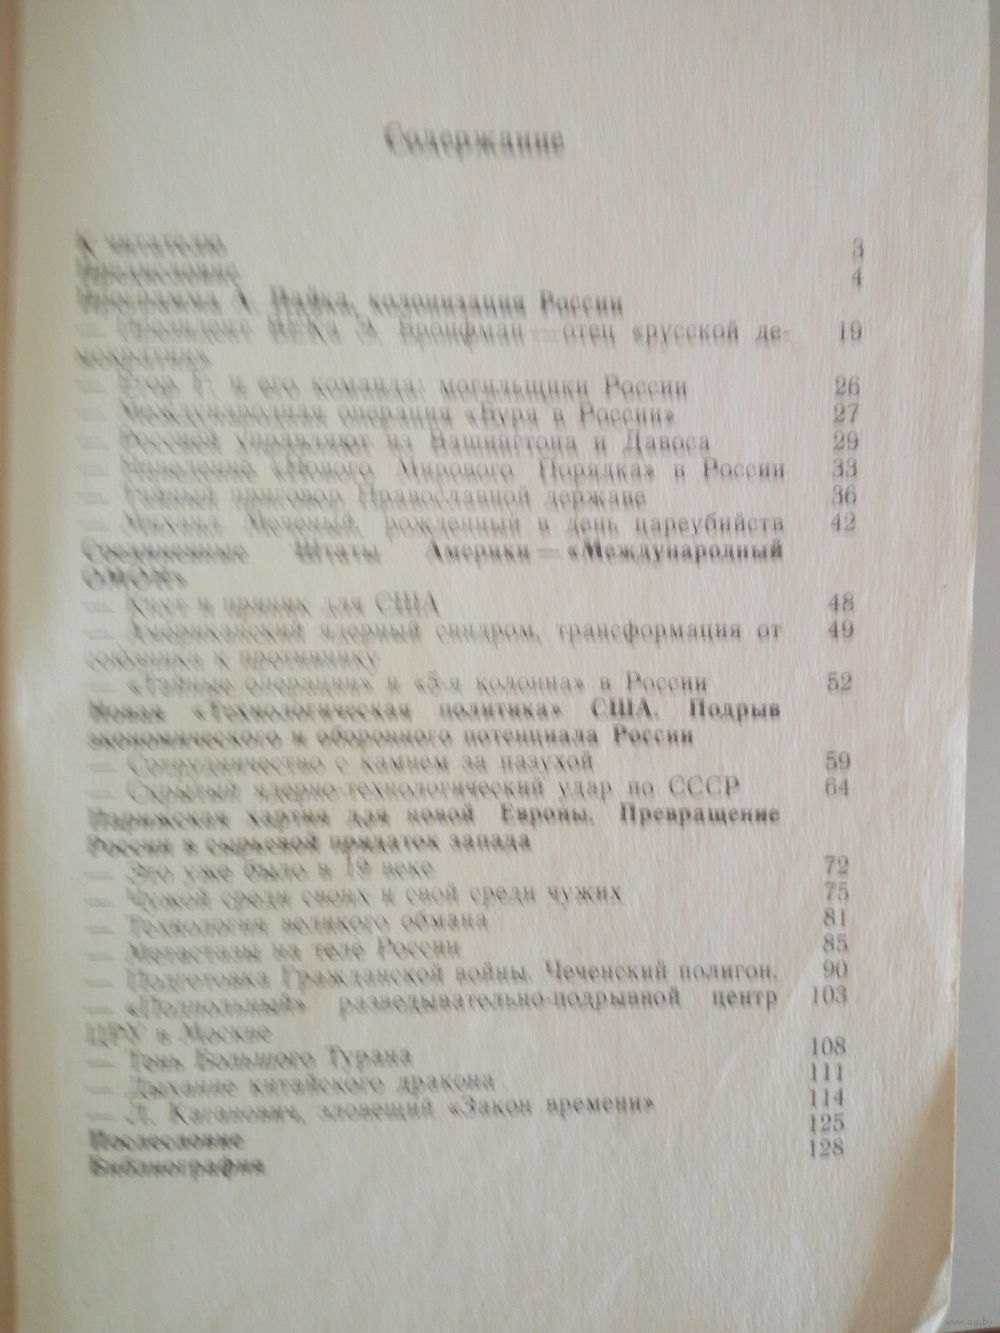 Содержание
К читателю 3
Предисловие 4
Программа А. Пайка, колонизация России
— Президент ВЕКа Э. Бронфман — отец «русской де- 19
мократии»
— Егор Г. и его команда: могильщики России 26
— Международная операция «Буря в России» 27
— Россией управляют из Вашингтона и Давоса 29
— «Нового Мирового Порядка» в России 33
— Тайный приговор Православной державе 36
— Михаил Меченый, рожденный в день цареубийств 42
Соединенные Штаты Америки — «Международный
ОМОН»
— Кнут и пряник для США 48
— Американский ядерный синдром, трансформация от 49
союзника к противнику
— «Тайные операции» и «5-я колонна» в России 52
Новая «Технологическая политика» США. Подрыв
экономического и оборонного потенциала России
— Сотрудничество с камнем за пазухой 59
— Скрытый ядерно-технологический удар по СССР 64
Парижская хартия для новой Европы. Превращение
России в сырьевой придаток запада
— Это уже было в 19 веке 72
— Чужой среди своих и свой среди чужих 75
— Технология великого обмана 81
— Метастазы на теле России 85
— Подготовка Гражданской войны. Чеченский полигон. 90
— «Подпольный» разведывательно-подрывной центр 103
ЦРУ в Москве
— Тень Большого Турана 108
— Дыхание китайского дракона 111
— Л. Каганович, зловещий «Закон времени» 114
Послесловие 125
Библиография 128
www.ay.by